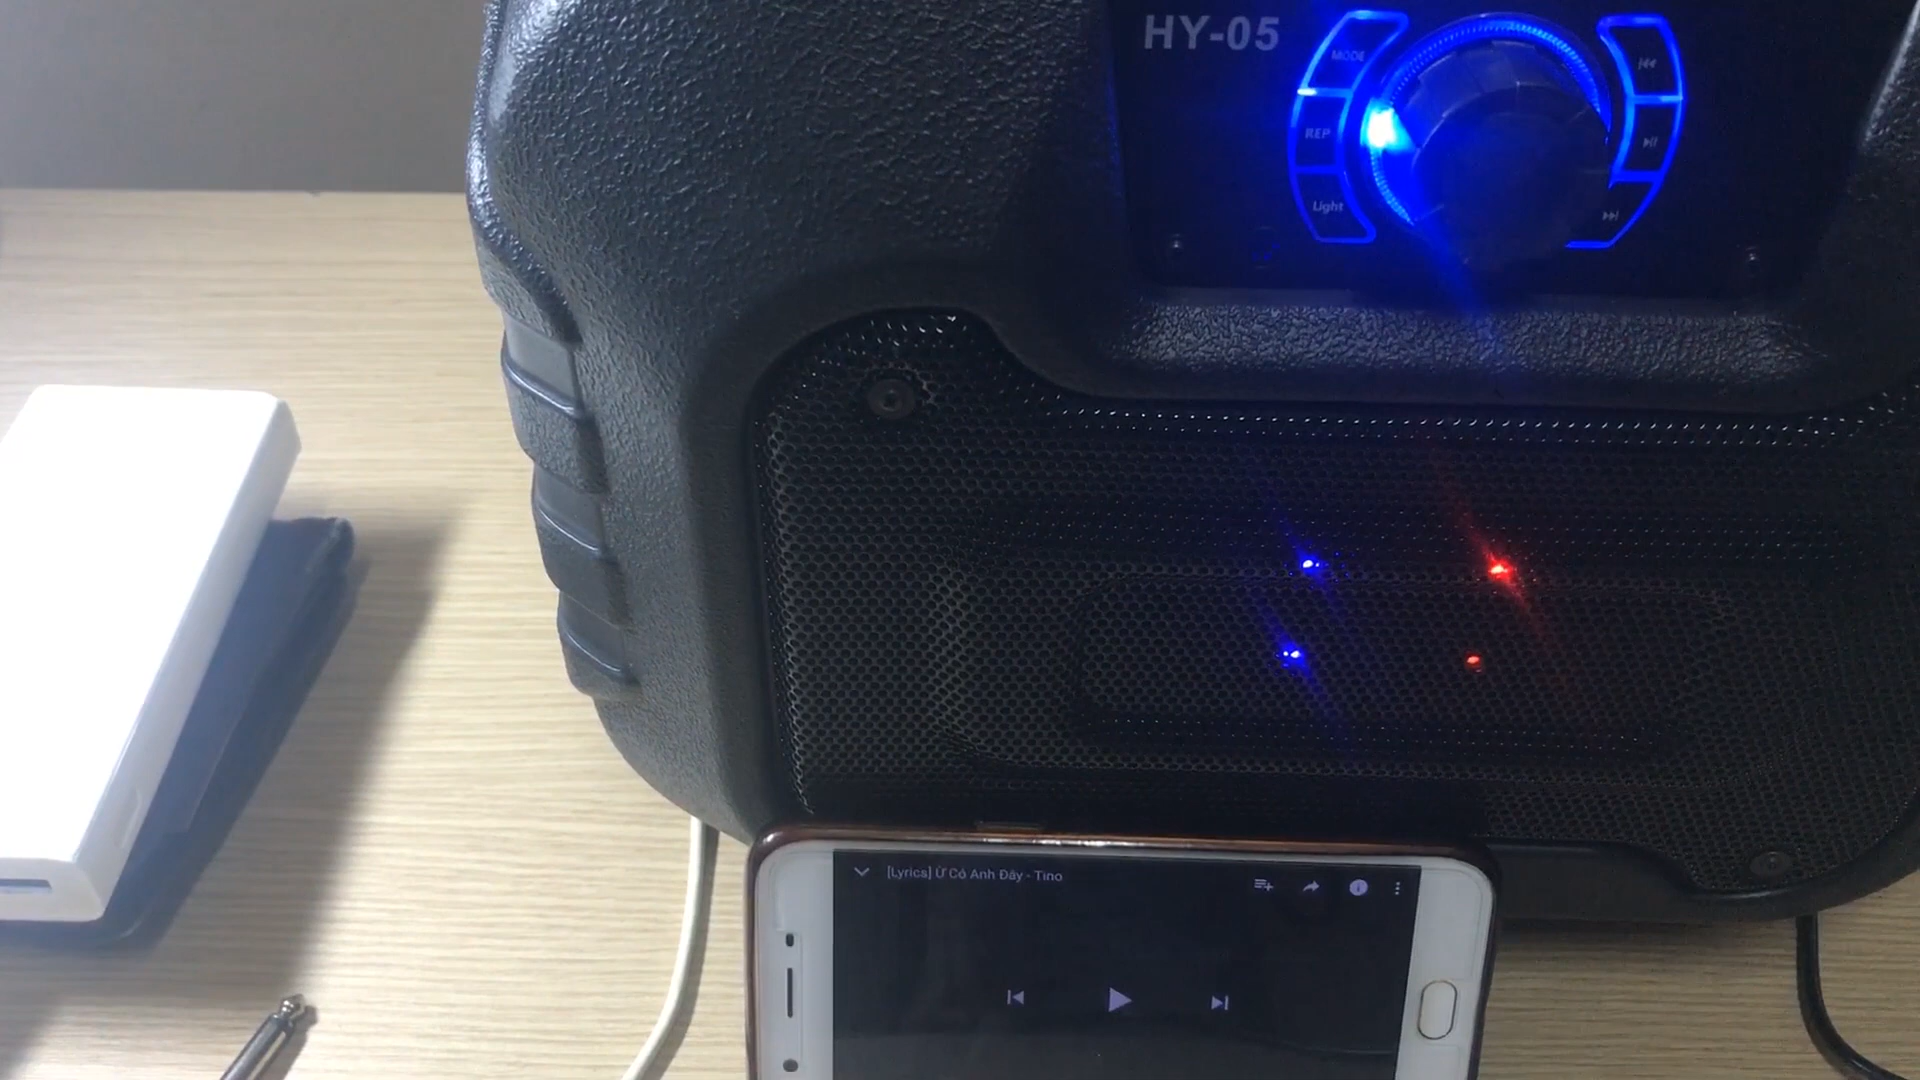 HY-05
MODE
REP
Light
[Lyrics] Ừ Có Anh Đây - Tino